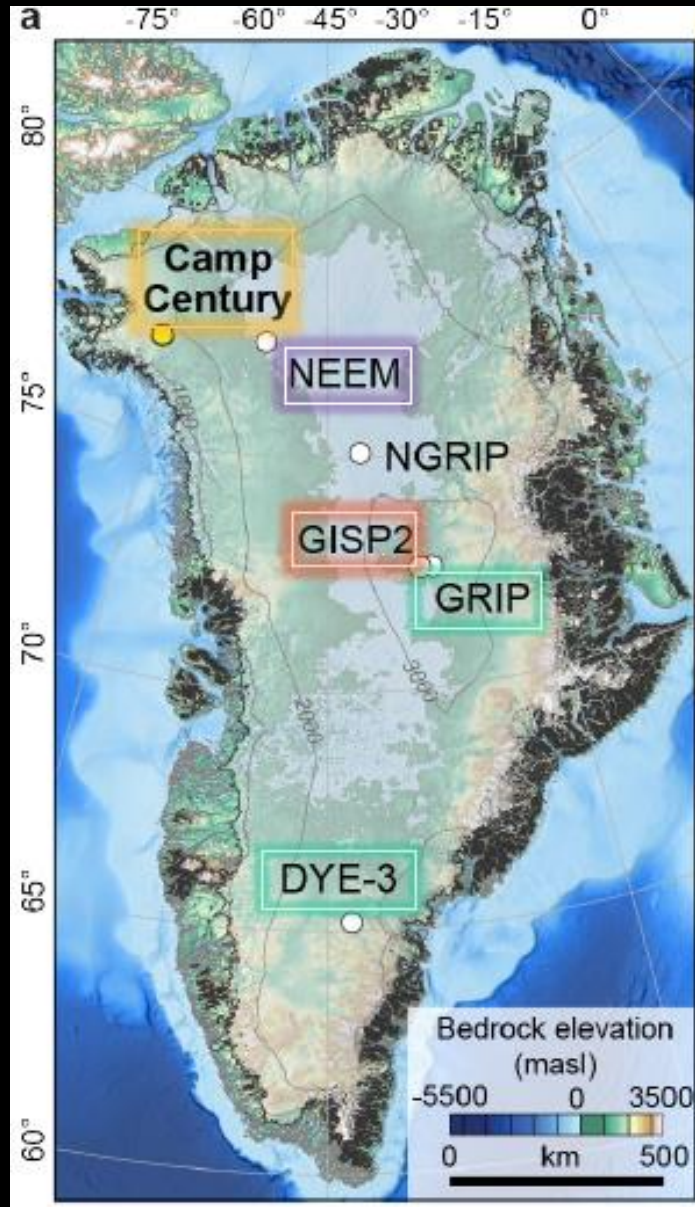 a
-75° -60° -45° -30° -15° 0°
80°
75°
70°
65°
60°
Camp
Century
NEEM
1000
NGRIP
GISP2
GRIP
3000
2000
DYE-3
Bedrock elevation
(masl)
-5500 0 3500
0 km 500